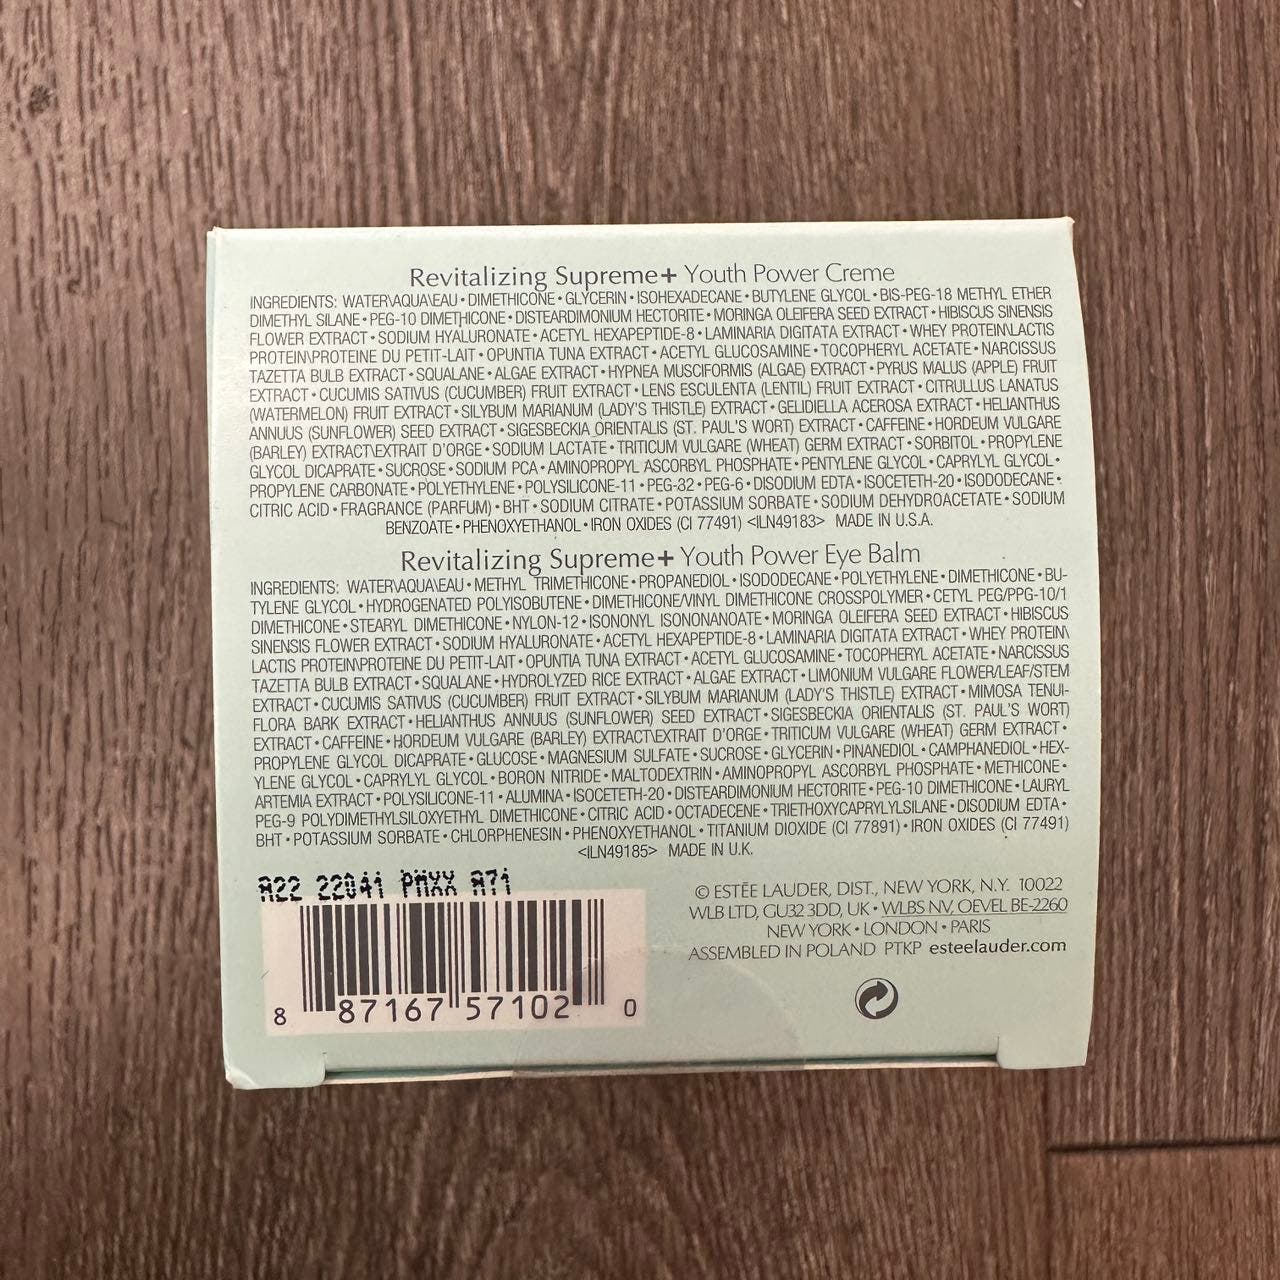 Revitalizing Supreme+ Youth Power Creme
INGREDIENTS: WATER\AQUA\EAU • DIMETHICONE • GLYCERIN • ISOHEXADECANE • BUTYLENE GLYCOL • BIS-PEG-18 METHYL ETHER
DIMETHYL SILANE • PEG-10 DIMETHICONE • DISTEARDIMONIUM HECTORITE • MORINGA OLEIFERA SEED EXTRACT • HIBISCUS SINENSIS
FLOWER EXTRACT • SODIUM HYALURONATE • ACETYL HEXAPEPTIDE-8 • LAMINARIA DIGITATA EXTRACT • WHEY PROTEIN\LACTIS
PROTEIN\PROTEINE DU PETIT-LAIT • OPUNTIA TUNA EXTRACT • ACETYL GLUCOSAMINE • TOCOPHERYL ACETATE • NARCISSUS
TAZETTA BULB EXTRACT • SQUALANE • ALGAE EXTRACT • HYPNEA MUSCIFORMIS (ALGAE) EXTRACT • PYRUS MALUS (APPLE) FRUIT
EXTRACT • CUCUMIS SATIVUS (CUCUMBER) FRUIT EXTRACT • LENS ESCULENTA (LENTIL) FRUIT EXTRACT • CITRULLUS LANATUS
(WATERMELON) FRUIT EXTRACT • SILYBUM MARIANUM (LADY'S THISTLE) EXTRACT • GELIDIELLA ACEROSA EXTRACT • HELIANTHUS
ANNUUS (SUNFLOWER) SEED EXTRACT • SIGESBECKIA ORIENTALIS (ST. PAUL'S WORT) EXTRACT • CAFFEINE • HORDEUM VULGARE
(BARLEY) EXTRACT\EXTRAIT D'ORGE • SODIUM LACTATE • TRITICUM VULGARE (WHEAT) GERM EXTRACT • SORBITOL • PROPYLENE
GLYCOL DICAPRATE • SUCROSE • SODIUM PCA • AMINOPROPYL ASCORBYL PHOSPHATE • PENTYLENE GLYCOL • CAPRYLYL GLYCOL •
PROPYLENE CARBONATE • POLYETHYLENE • POLYSILICONE-11 • PEG-32 • PEG-6 • DISODIUM EDTA • ISOCETETH-20 • ISODODECANE •
CITRIC ACID • FRAGRANCE (PARFUM) • BHT • SODIUM CITRATE • POTASSIUM SORBATE • SODIUM DEHYDROACETATE • SODIUM
BENZOATE • PHENOXYETHANOL • IRON OXIDES (CI 77491) <ILN49183> MADE IN U.S.A.
Revitalizing Supreme+ Youth Power Eye Balm
INGREDIENTS: WATER\AQUA\EAU • METHYL TRIMETHICONE • PROPANEDIOL • ISODODECANE • POLYETHYLENE • DIMETHICONE • BU-
TYLENE GLYCOL • HYDROGENATED POLYISOBUTENE • DIMETHICONE/VINYL DIMETHICONE CROSSPOLYMER • CETYL PEG/PPG-10/1
DIMETHICONE • STEARYL DIMETHICONE • NYLON-12 • ISONONYL ISONONANOATE • MORINGA OLEIFERA SEED EXTRACT • HIBISCUS
SINENSIS FLOWER EXTRACT • SODIUM HYALURONATE • ACETYL HEXAPEPTIDE-8 • LAMINARIA DIGITATA EXTRACT • WHEY PROTEIN\
LACTIS PROTEIN\PROTEINE DU PETIT-LAIT • OPUNTIA TUNA EXTRACT • ACETYL GLUCOSAMINE • TOCOPHERYL ACETATE • NARCISSUS
TAZETTA BULB EXTRACT • SQUALANE • HYDROLYZED RICE EXTRACT • ALGAE EXTRACT • LIMONIUM VULGARE FLOWER/LEAF/STEM
EXTRACT • CUCUMIS SATIVUS (CUCUMBER) FRUIT EXTRACT • SILYBUM MARIANUM (LADY'S THISTLE) EXTRACT • MIMOSA TENUI-
FLORA BARK EXTRACT • HELIANTHUS ANNUUS (SUNFLOWER) SEED EXTRACT • SIGESBECKIA ORIENTALIS (ST. PAUL'S WORT)
EXTRACT • CAFFEINE • HORDEUM VULGARE (BARLEY) EXTRACT\EXTRAIT D'ORGE • TRITICUM VULGARE (WHEAT) GERM EXTRACT •
PROPYLENE GLYCOL DICAPRATE • GLUCOSE • MAGNESIUM SULFATE • SUCROSE • GLYCERIN • PINANEDIOL • CAMPHANEDIOL • HEX-
YLENE GLYCOL • CAPRYLYL GLYCOL • BORON NITRIDE • MALTODEXTRIN • AMINOPROPYL ASCORBYL PHOSPHATE • METHICONE •
ARTEMIA EXTRACT • POLYSILICONE-11 • ALUMINA • ISOCETETH-20 • DISTEARDIMONIUM HECTORITE • PEG-10 DIMETHICONE • LAURYL
PEG-9 POLYDIMETHYLSILOXYETHYL DIMETHICONE • CITRIC ACID • OCTADECENE • TRIETHOXYCAPRYLYLSILANE • DISODIUM EDTA •
BHT • POTASSIUM SORBATE • CHLORPHENESIN • PHENOXYETHANOL • TITANIUM DIOXIDE (CI 77891) • IRON OXIDES (CI 77491)
<ILN49185> MADE IN U.K.
A22 22041 PMXX A71
8 87167 57102 0
© ESTĒE LAUDER, DIST., NEW YORK, N.Y. 10022
WLB LTD, GU32 3DD, UK • WLBS NV, OEVEL BE-2260
NEW YORK • LONDON • PARIS
ASSEMBLED IN POLAND PTKP esteelauder.com